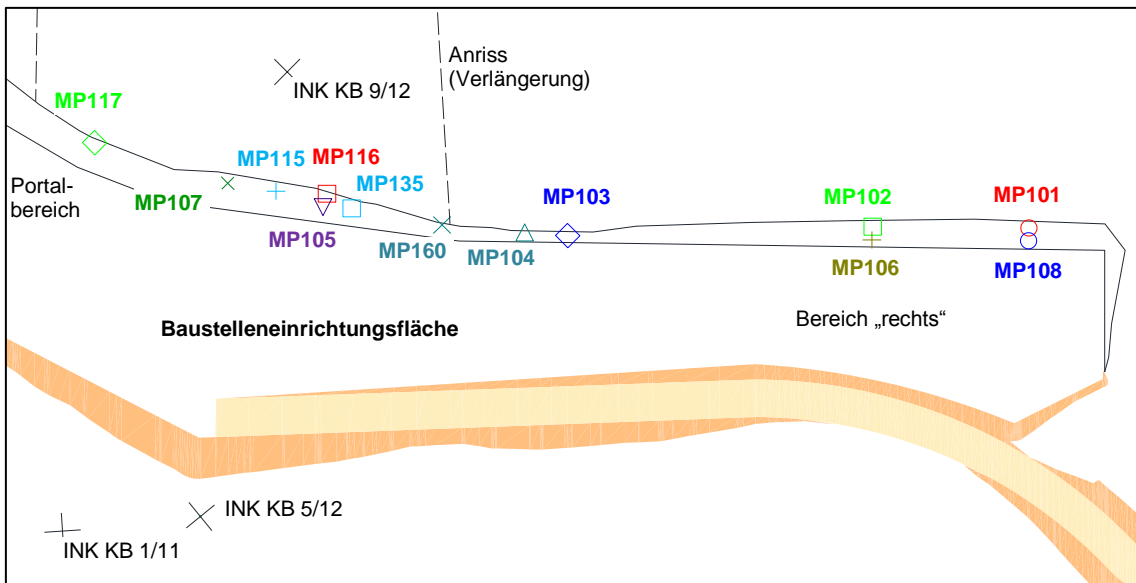 Anriss
(Verlängerung)
INK KB 9/12
MP117
MP115
MP116
MP135
MP103
MP102
MP101
Portal-
bereich
MP107
MP105
MP160
MP104
MP106
MP108
Baustelleneinrichtungsfläche
Bereich „rechts“
INK KB 5/12
INK KB 1/11